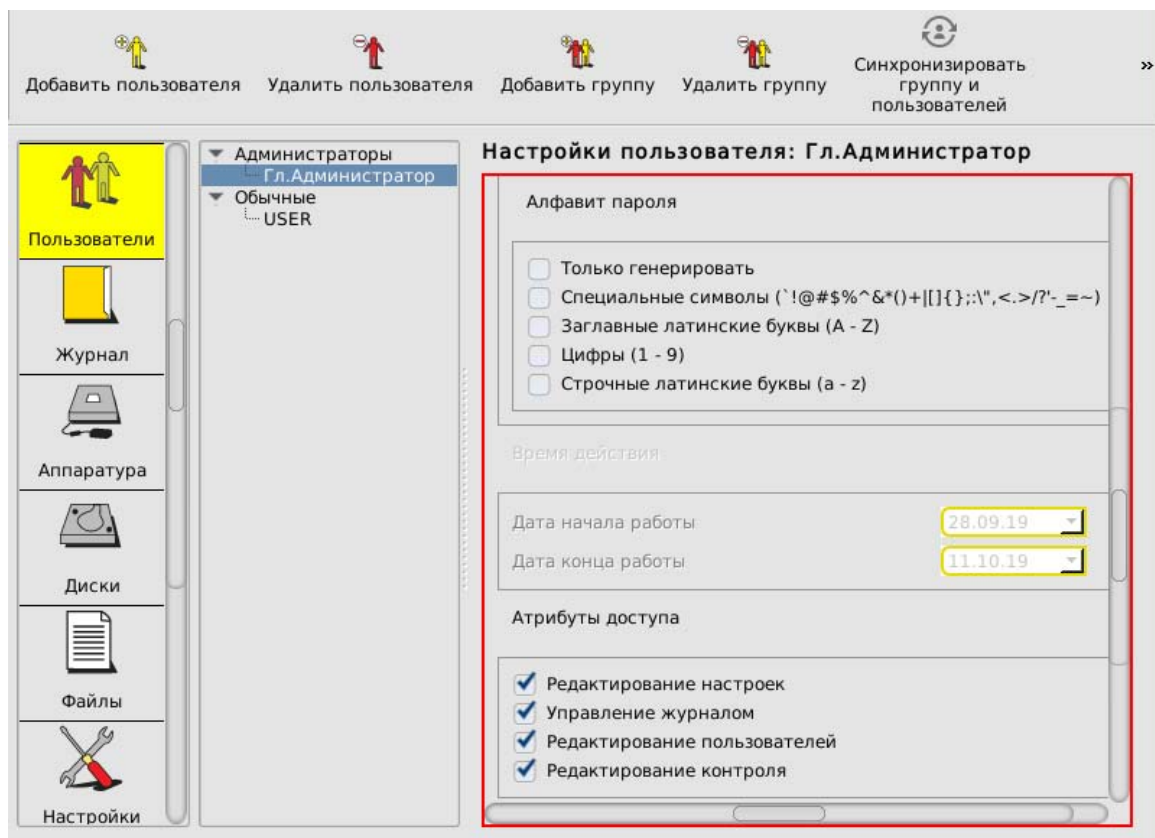 Добавить пользователя
Удалить пользователя
Добавить группу
Удалить группу
Синхронизировать
группу и
пользователей
»
Пользователи
Журнал
Аппаратура
Диски
Файлы
Настройки
Администраторы
Гл.Администратор
Обычные
USER
Настройки пользователя: Гл.Администратор
Алфавит пароля
Только генерировать
Специальные символы (`!@#$%^&*()+|[]{};:\",<.>/?'-_=~)
Заглавные латинские буквы (A - Z)
Цифры (1 - 9)
Строчные латинские буквы (a - z)
Время действия
Дата начала работы 28.09.19
Дата конца работы 11.10.19
Атрибуты доступа
Редактирование настроек
Управление журналом
Редактирование пользователей
Редактирование контроля